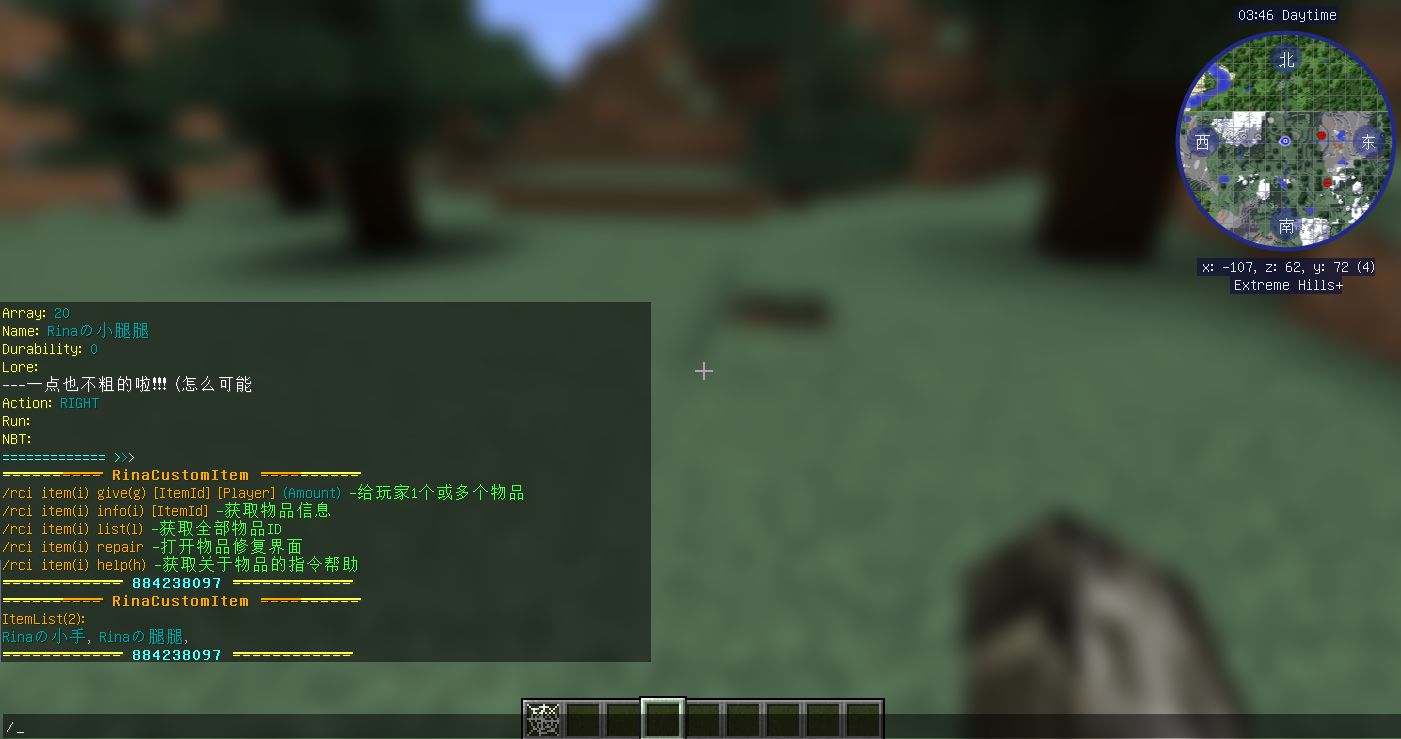 03:46 Daytime
北
西
东
南
x: -107, z: 62, y: 72 (4)
Extreme Hills+
Array: 20
Name: Rinaの小腿腿
Durability: 0
Lore:
---一点也不粗的啦!!! (怎么可能
Action: RIGHT
Run:
NBT:
============= >>>
========== RinaCustomItem ==========
/rci item(i) give(g) [ItemId] [Player] (Amount) -给玩家1个或多个物品
/rci item(i) info(i) [ItemId] -获取物品信息
/rci item(i) list(l) -获取全部物品ID
/rci item(i) repair -打开物品修复界面
/rci item(i) help(h) -获取关于物品的指令帮助
============ 884238097 ============
========== RinaCustomItem ==========
ItemList(2):
Rinaの小手, Rinaの腿腿,
============ 884238097 ============
/_